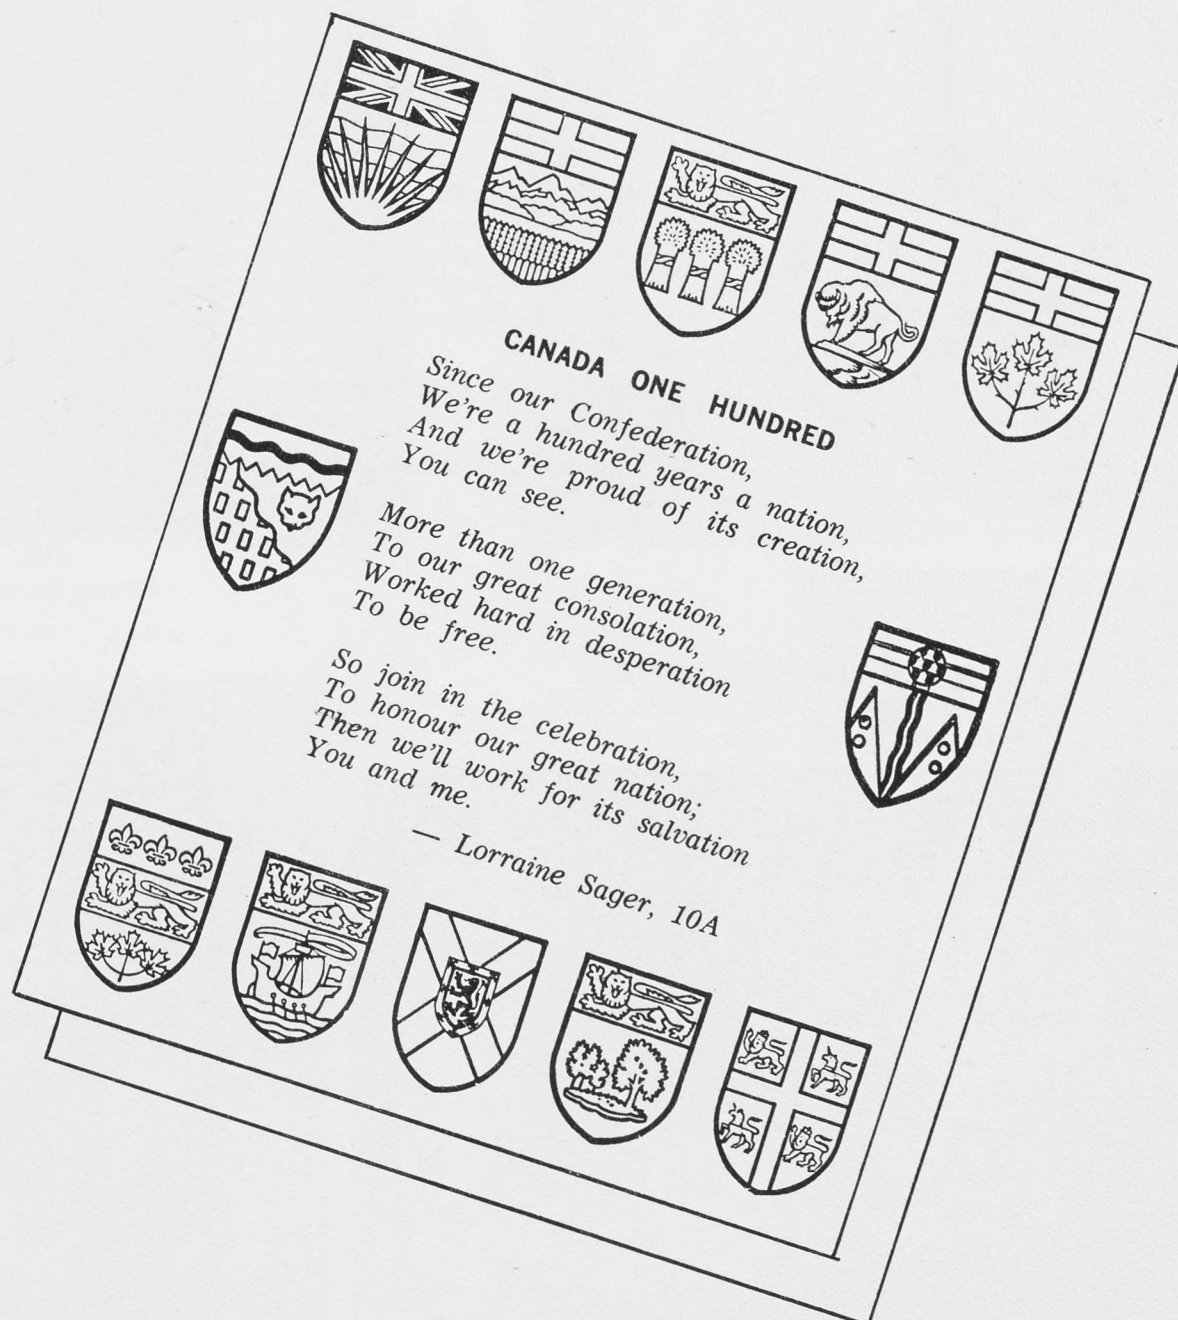 CANADA ONE HUNDRED
Since our Confederation,
We're a hundred years a nation,
And we're proud of its creation,
You can see.
More than one generation,
To our great consolation,
Worked hard in desperation
To be free.
So join in the celebration,
To honour our great nation;
Then we'll work for its salvation
You and me.
— Lorraine Sager, 10A